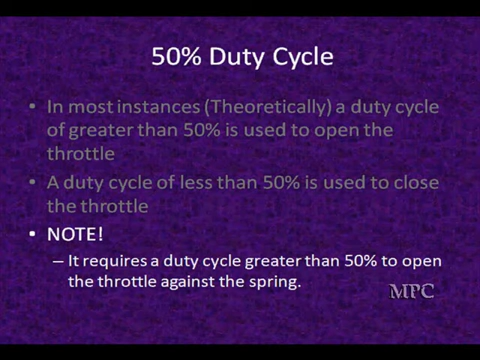 50% Duty Cycle
• In most instances (Theoretically) a duty cycle
of greater than 50% is used to open the
throttle
• A duty cycle of less than 50% is used to close
the throttle
• NOTE!
– It requires a duty cycle greater than 50% to open
the throttle against the spring.
MPC